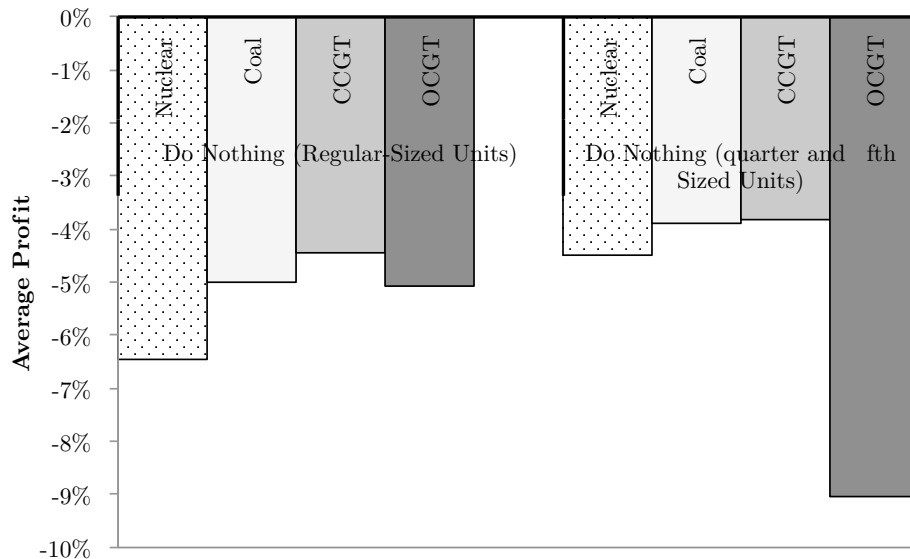 0%
-1%
-2%
-3%
-4%
-5%
-6%
-7%
-8%
-9%
-10%
Average Profit
Nuclear
Coal
CCGT
OCGT
Do Nothing (Regular-Sized Units)
Nuclear
Coal
CCGT
OCGT
Do Nothing (quarter and fth
Sized Units)